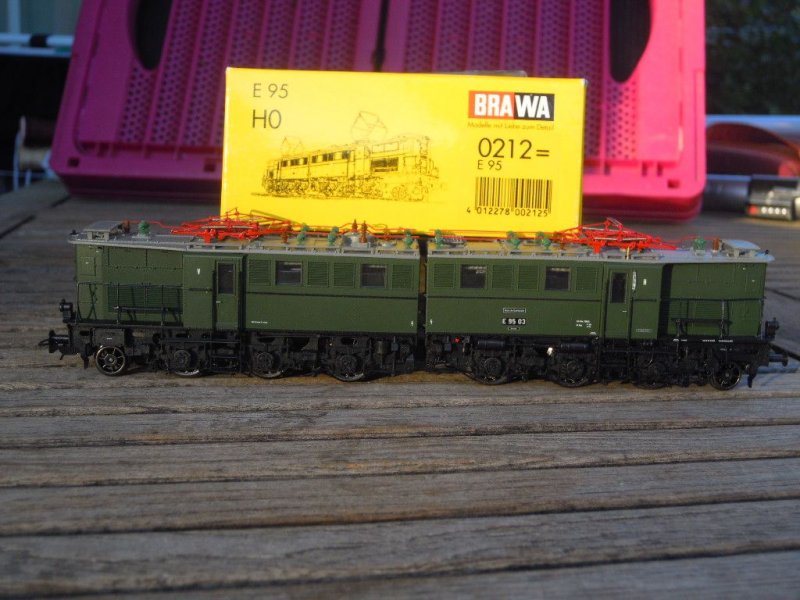 E 95
H0
BRAWA
Modelle mit Liebe zum Detail
0212=
E 95
4 012278 002125
E 95 03